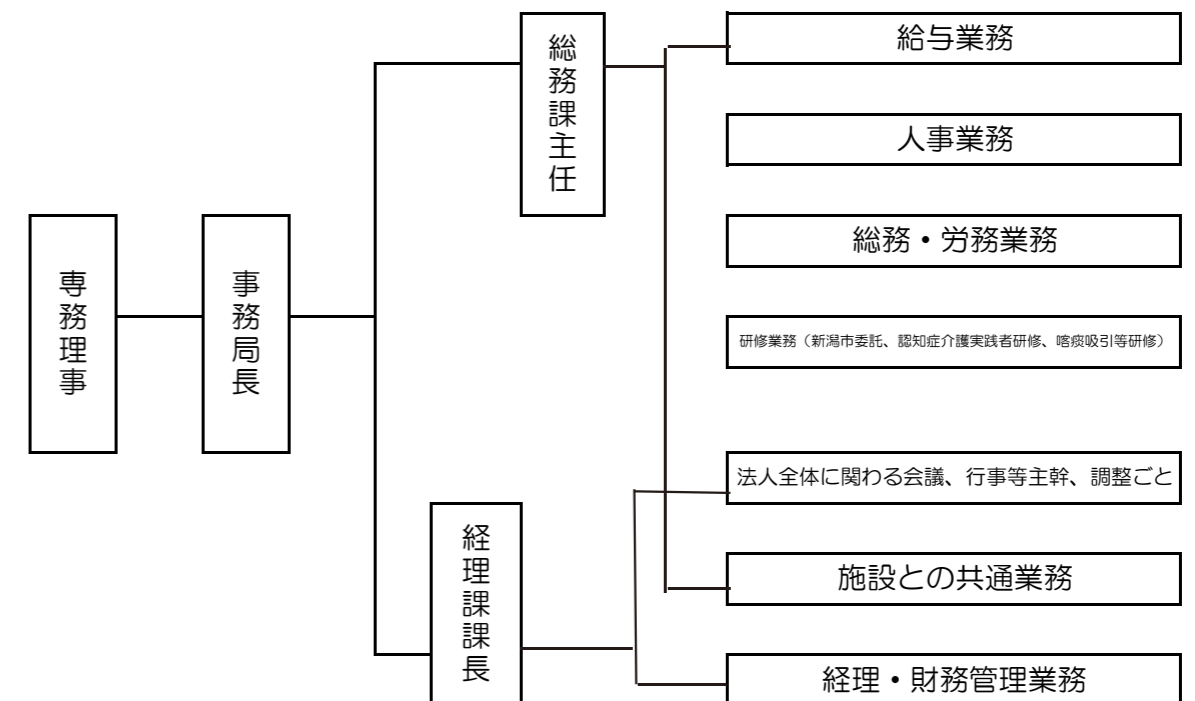 専務理事
事務局長
総務課主任
経理課課長
給与業務
人事業務
総務・労務業務
研修業務（新潟市委託、認知症介護実践者研修、喀痰吸引等研修）
法人全体に関わる会議、行事等主幹、調整ごと
施設との共通業務
経理・財務管理業務